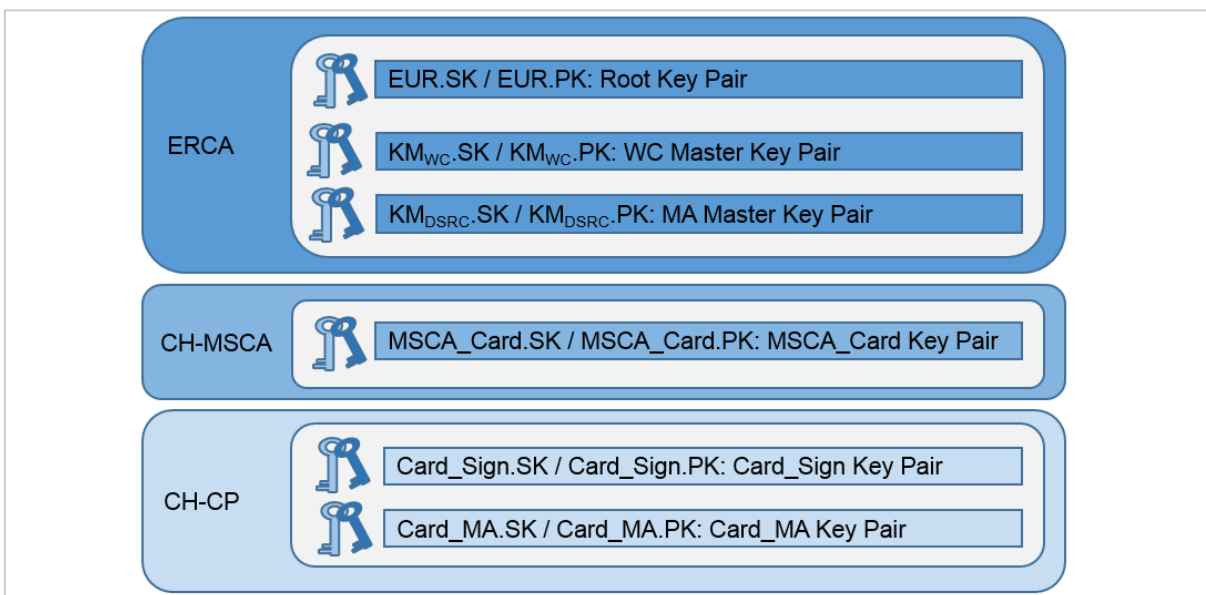 ERCA
EUR.SK / EUR.PK: Root Key Pair
KMWC.SK / KMWC.PK: WC Master Key Pair
KMDSRC.SK / KMDSRC.PK: MA Master Key Pair
CH-MSCA
MSCA_Card.SK / MSCA_Card.PK: MSCA_Card Key Pair
CH-CP
Card_Sign.SK / Card_Sign.PK: Card_Sign Key Pair
Card_MA.SK / Card_MA.PK: Card_MA Key Pair